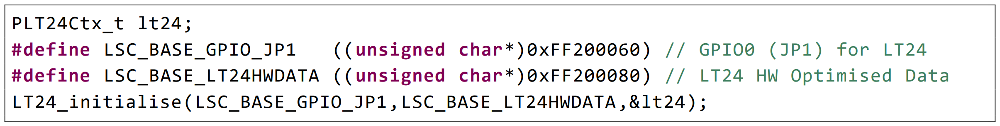 PLT24Ctx_t lt24;
#define LSC_BASE_GPIO_JP1   ((unsigned char*)0xFF200060) // GPIO0 (JP1) for LT24
#define LSC_BASE_LT24HWDATA ((unsigned char*)0xFF200080) // LT24 HW Optimised Data
LT24_initialise(LSC_BASE_GPIO_JP1,LSC_BASE_LT24HWDATA,&lt24);